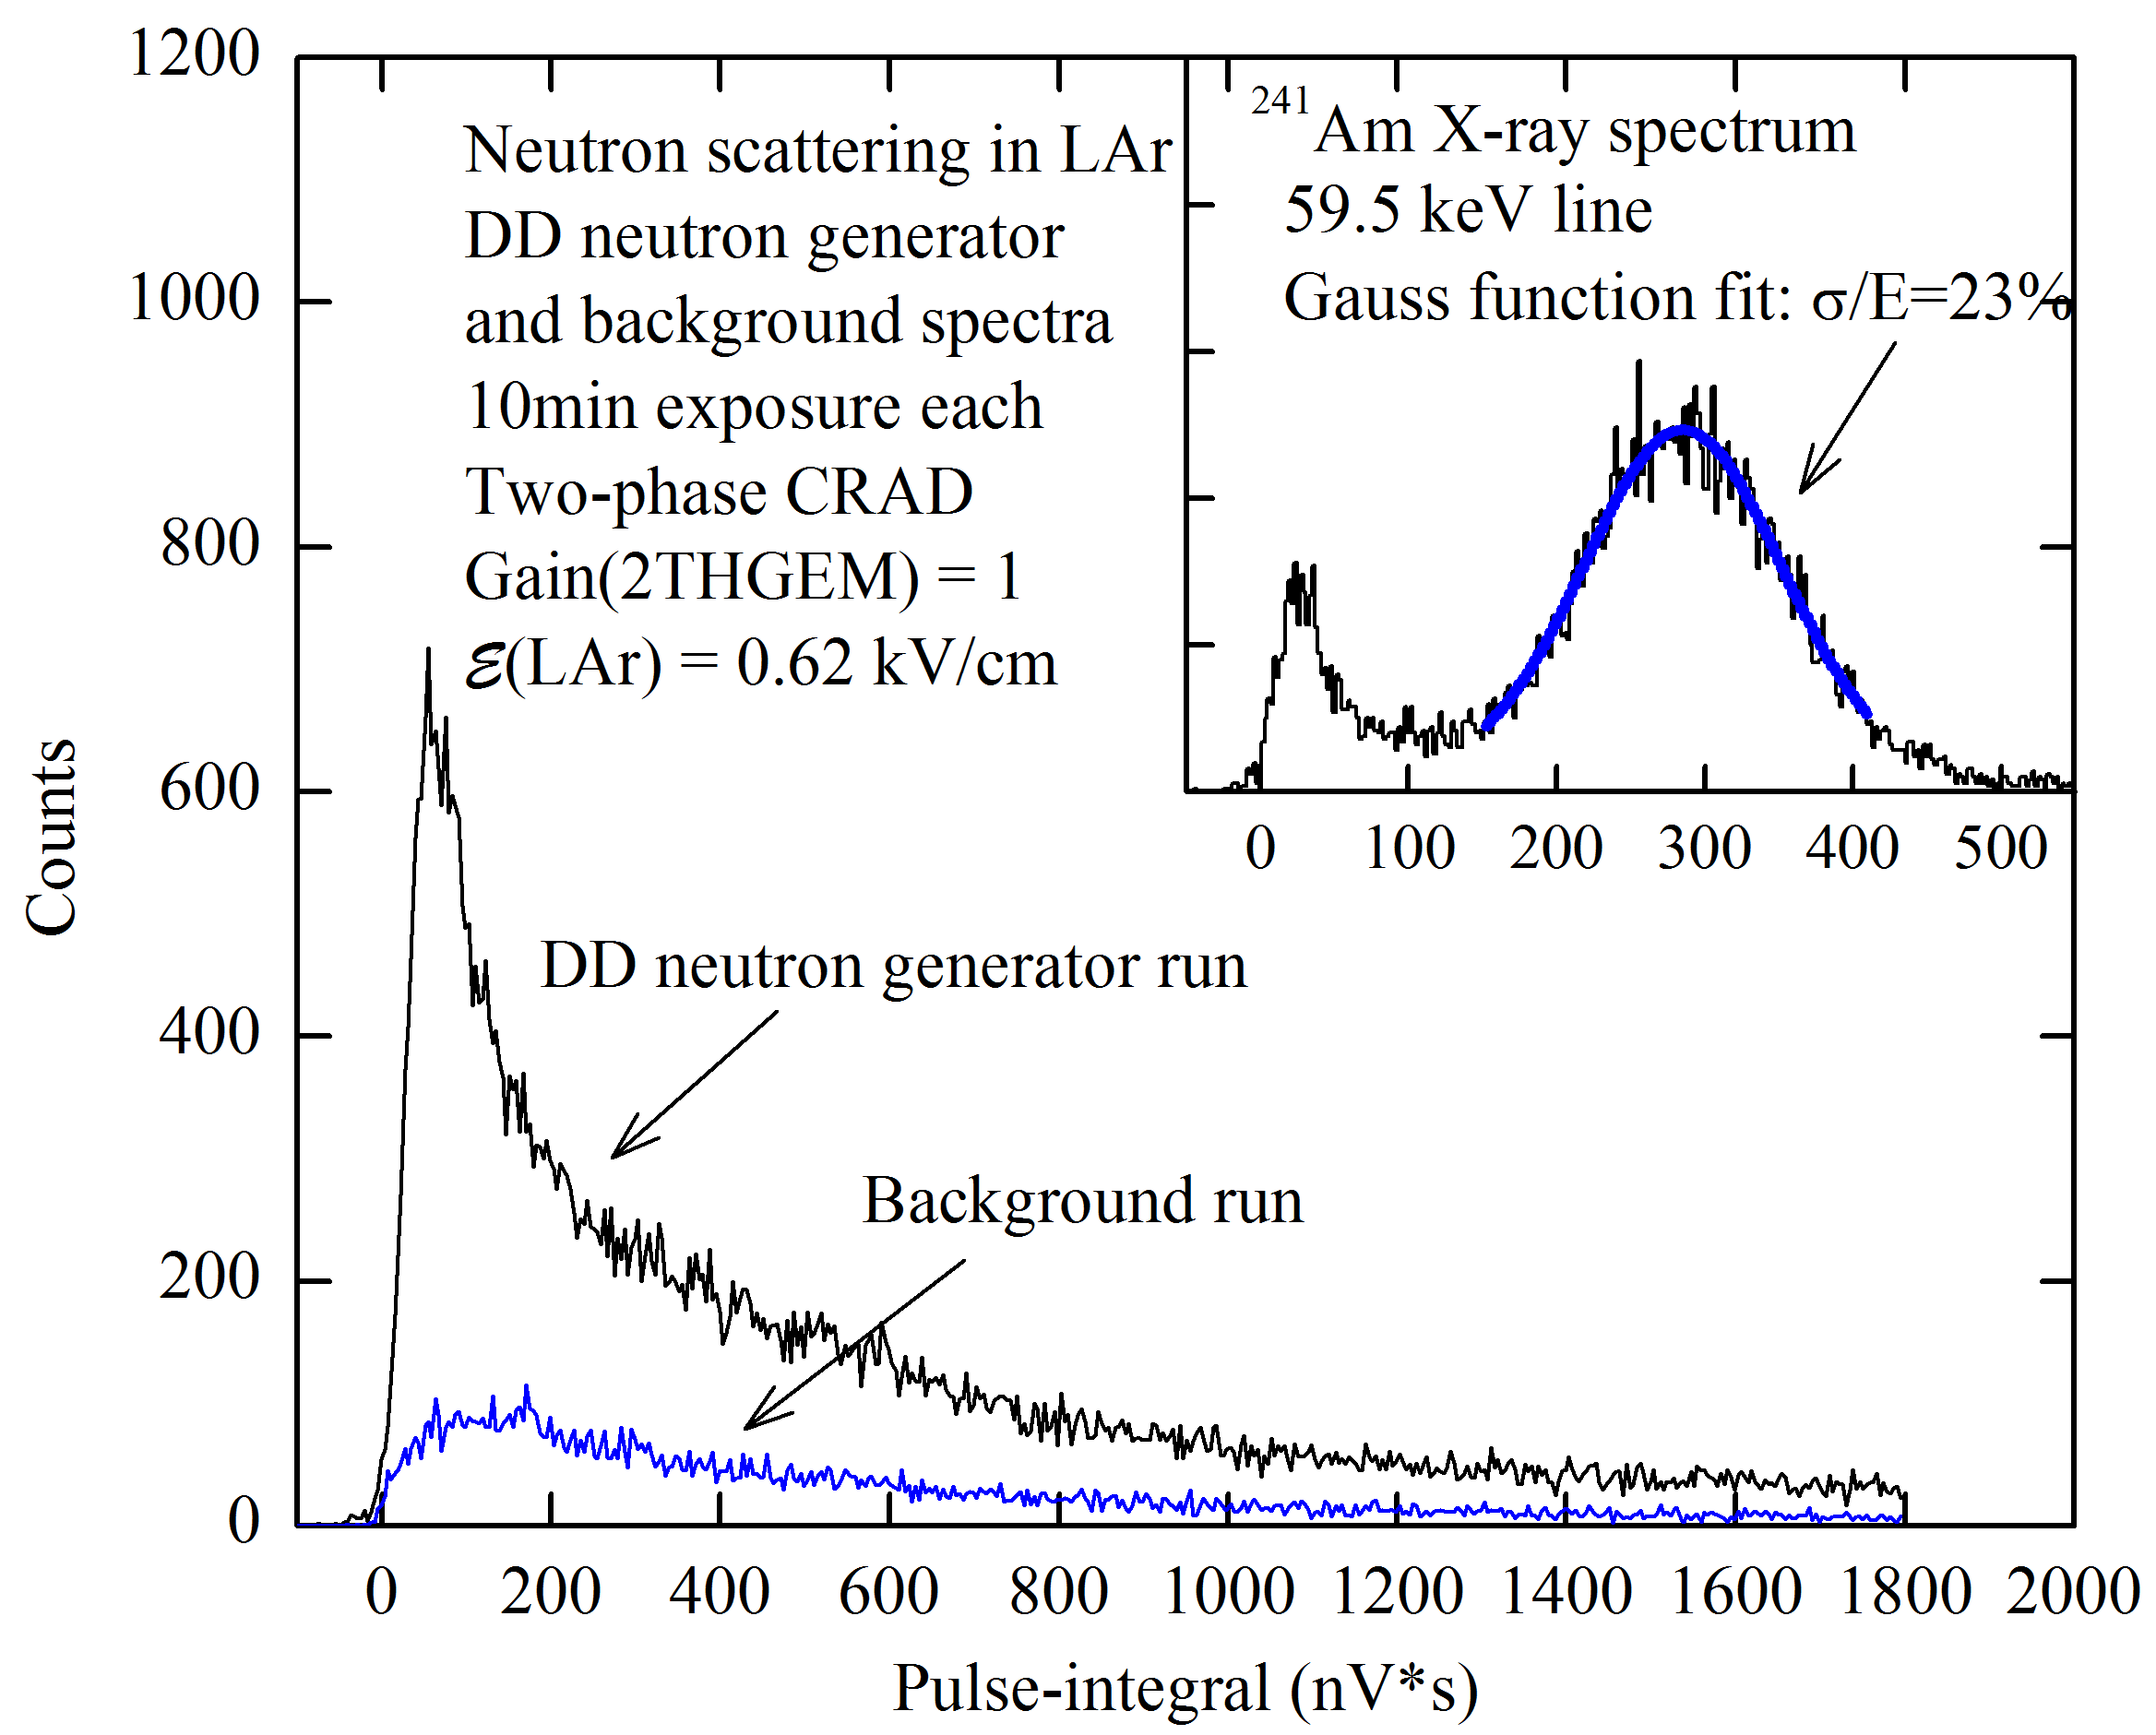 1200
1000
800
600
400
200
0
Counts
Neutron scattering in LAr
DD neutron generator
and background spectra
10min exposure each
Two-phase CRAD
Gain(2THGEM) = 1
ℰ(LAr) = 0.62 kV/cm
²⁴¹Am X-ray spectrum
59.5 keV line
Gauss function fit: σ/E=23%
0 100 200 300 400 500
DD neutron generator run
Background run
0 200 400 600 800 1000 1200 1400 1600 1800 2000
Pulse-integral (nV*s)